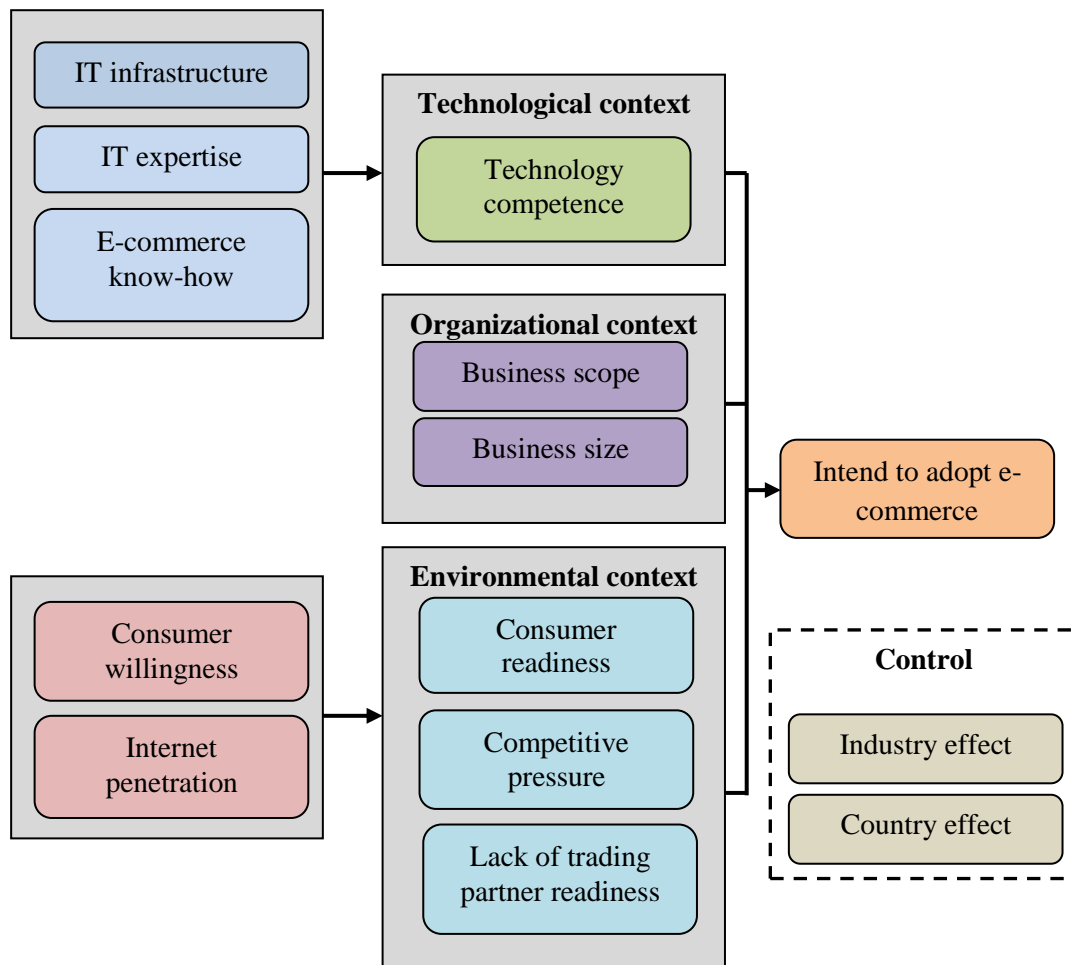 IT infrastructure
IT expertise
E-commerce
know-how
Technological context
Technology
competence
Organizational context
Business scope
Business size
Intend to adopt e-
commerce
Consumer
willingness
Internet
penetration
Environmental context
Consumer
readiness
Competitive
pressure
Lack of trading
partner readiness
Control
Industry effect
Country effect